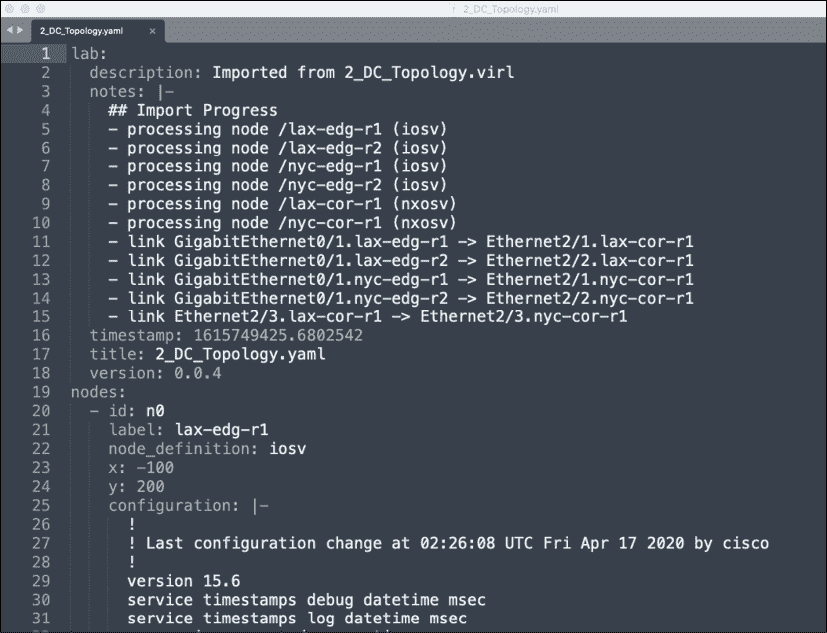 2_DC_Topology.yaml
2_DC_Topology.yaml ×
1 lab:
2   description: Imported from 2_DC_Topology.virl
3   notes: |-
4     ## Import Progress
5     - processing node /lax-edg-r1 (iosv)
6     - processing node /lax-edg-r2 (iosv)
7     - processing node /nyc-edg-r1 (iosv)
8     - processing node /nyc-edg-r2 (iosv)
9     - processing node /lax-cor-r1 (nxosv)
10     - processing node /nyc-cor-r1 (nxosv)
11     - link GigabitEthernet0/1.lax-edg-r1 -> Ethernet2/1.lax-cor-r1
12     - link GigabitEthernet0/1.lax-edg-r2 -> Ethernet2/2.lax-cor-r1
13     - link GigabitEthernet0/1.nyc-edg-r1 -> Ethernet2/1.nyc-cor-r1
14     - link GigabitEthernet0/1.nyc-edg-r2 -> Ethernet2/2.nyc-cor-r1
15     - link Ethernet2/3.lax-cor-r1 -> Ethernet2/3.nyc-cor-r1
16   timestamp: 1615749425.6802542
17   title: 2_DC_Topology.yaml
18   version: 0.0.4
19 nodes:
20   - id: n0
21     label: lax-edg-r1
22     node_definition: iosv
23     x: -100
24     y: 200
25     configuration: |-
26       !
27       ! Last configuration change at 02:26:08 UTC Fri Apr 17 2020 by cisco
28       !
29       version 15.6
30       service timestamps debug datetime msec
31       service timestamps log datetime msec